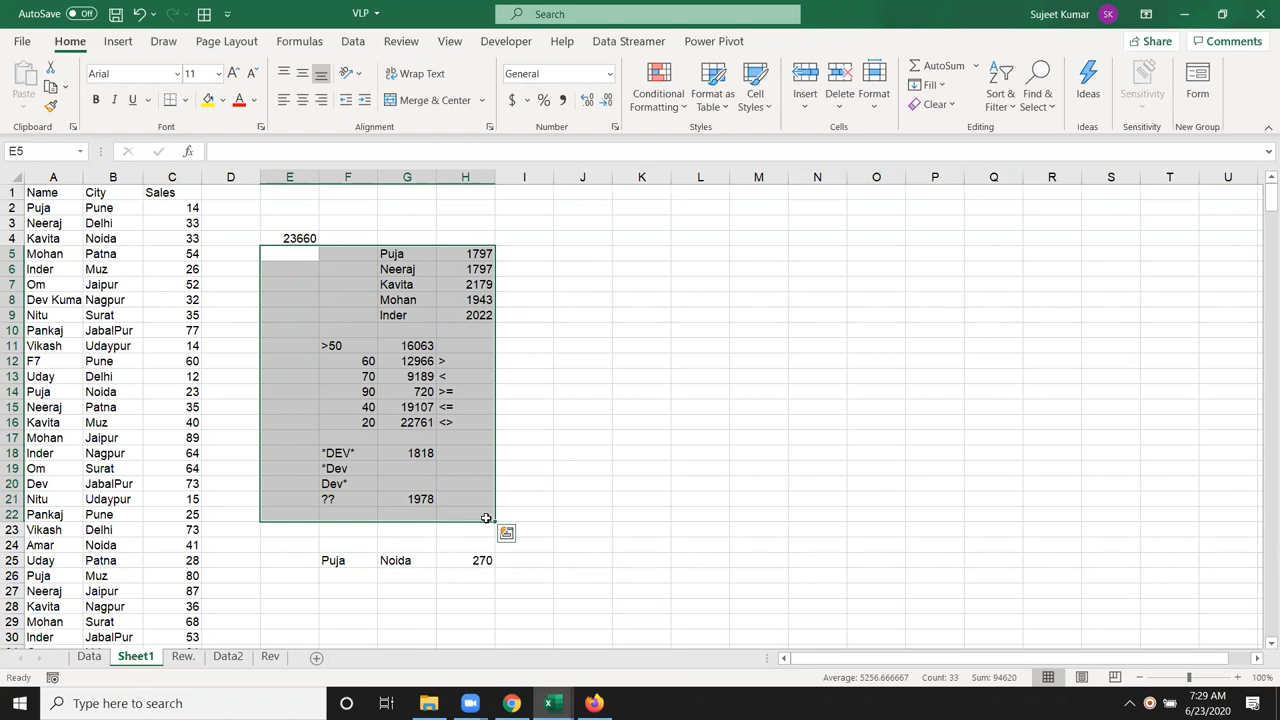 AutoSave Off VLP Search Sujeet Kumar SK
File Home Insert Draw Page Layout Formulas Data Review View Developer Help Data Streamer Power Pivot Share Comments
Paste Arial 11 Wrap Text General AutoSum
B I U Merge & Center $ % Conditional Formatting Format as Table Cell Styles Insert Delete Format Fill Clear Sort & Filter Find & Select Ideas Sensitivity Form
Clipboard Font Alignment Number Styles Cells Editing Ideas Sensitivity New Group
E5 fx
A B C D E F G H I J K L M N O P Q R S T U
1 Name City Sales
2 Puja Pune 14
3 Neeraj Delhi 33
4 Kavita Noida 33 23660
5 Mohan Patna 54 Puja 1797
6 Inder Muz 26 Neeraj 1797
7 Om Jaipur 52 Kavita 2179
8 Dev Kuma Nagpur 32 Mohan 1943
9 Nitu Surat 35 Inder 2022
10 Pankaj JabalPur 77
11 Vikash Udaypur 14 >50 16063
12 F7 Pune 60 60 12966 >
13 Uday Delhi 12 70 9189 <
14 Puja Noida 23 90 720 >=
15 Neeraj Patna 35 40 19107 <=
16 Kavita Muz 40 20 22761 <>
17 Mohan Jaipur 89
18 Inder Nagpur 64 *DEV* 1818
19 Om Surat 64 *Dev
20 Dev JabalPur 73 Dev*
21 Nitu Udaypur 15 ?? 1978
22 Pankaj Pune 25
23 Vikash Delhi 73
24 Amar Noida 41
25 Uday Patna 28 Puja Noida 270
26 Puja Muz 80
27 Neeraj Jaipur 87
28 Kavita Nagpur 36
29 Mohan Surat 68
30 Inder JabalPur 53
Data Sheet1 Rev. Data2 Rev
Ready Average: 5256.666667 Count: 33 Sum: 94620 100%
Type here to search 7:29 AM
6/23/2020